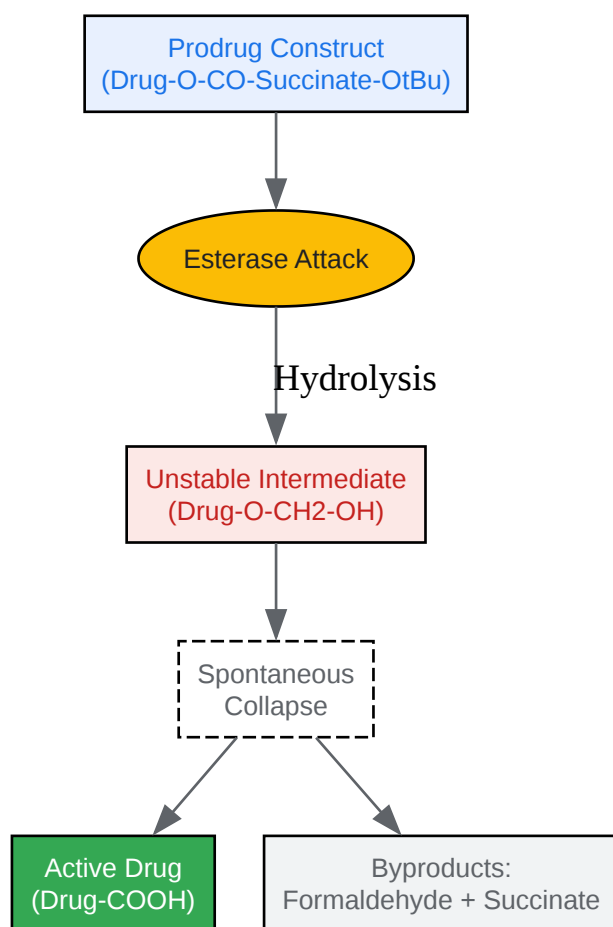 Prodrug Construct
(Drug-O-CO-Succinate-OtBu)
Esterase Attack
Hydrolysis
Unstable Intermediate
(Drug-O-CH2-OH)
Spontaneous
Collapse
Active Drug
(Drug-COOH)
Byproducts:
Formaldehyde + Succinate